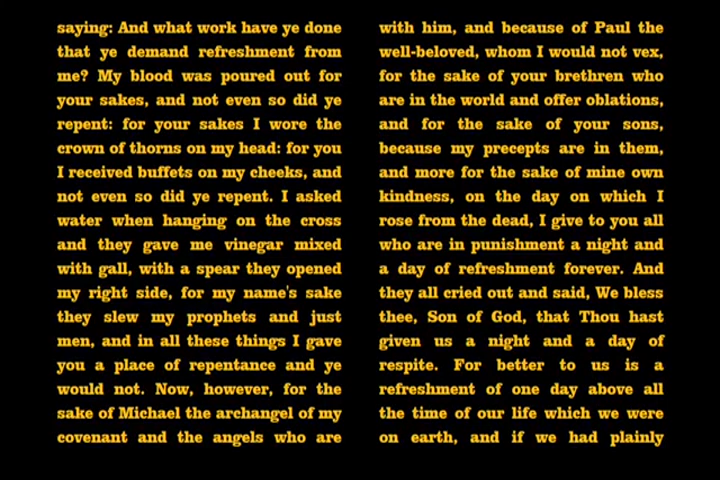 saying: And what work have ye done
that ye demand refreshment from
me? My blood was poured out for
your sakes, and not even so did ye
repent: for your sakes I wore the
crown of thorns on my head: for you
I received buffets on my cheeks, and
not even so did ye repent. I asked
water when hanging on the cross
and they gave me vinegar mixed
with gall, with a spear they opened
my right side, for my name's sake
they slew my prophets and just
men, and in all these things I gave
you a place of repentance and ye
would not. Now, however, for the
sake of Michael the archangel of my
covenant and the angels who are
with him, and because of Paul the
well-beloved, whom I would not vex,
for the sake of your brethren who
are in the world and offer oblations,
and for the sake of your sons,
because my precepts are in them,
and more for the sake of mine own
kindness, on the day on which I
rose from the dead, I give to you all
who are in punishment a night and
a day of refreshment forever. And
they all cried out and said, We bless
thee, Son of God, that Thou hast
given us a night and a day of
respite. For better to us is a
refreshment of one day above all
the time of our life which we were
on earth, and if we had plainly